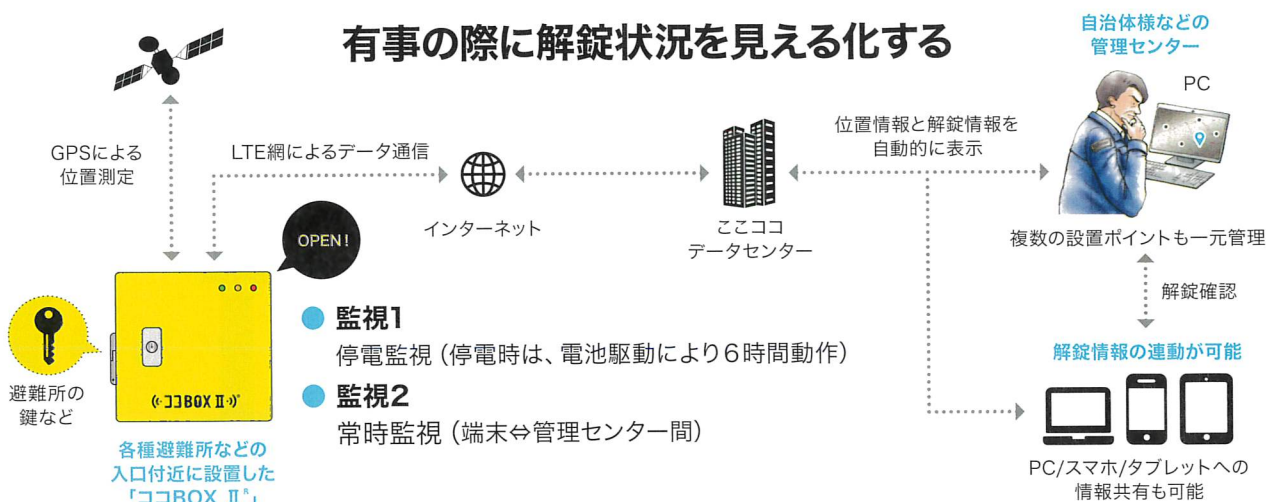 有事の際に解錠状況を見える化する
自治体様などの
管理センター
PC
GPSによる
位置測定
LTE網によるデータ通信
インターネット
ここココ
データセンター
位置情報と解錠情報を
自動的に表示
複数の設置ポイントも一元管理
解錠確認
解錠情報の連動が可能
PC/スマホ/タブレットへの
情報共有も可能
OPEN!
避難所の
鍵など
ココBOX Ⅱ®
各種避難所などの
入口付近に設置した
「ココBOX Ⅱ®」
監視1
停電監視（停電時は、電池駆動により6時間動作）
監視2
常時監視（端末⇔管理センター間）